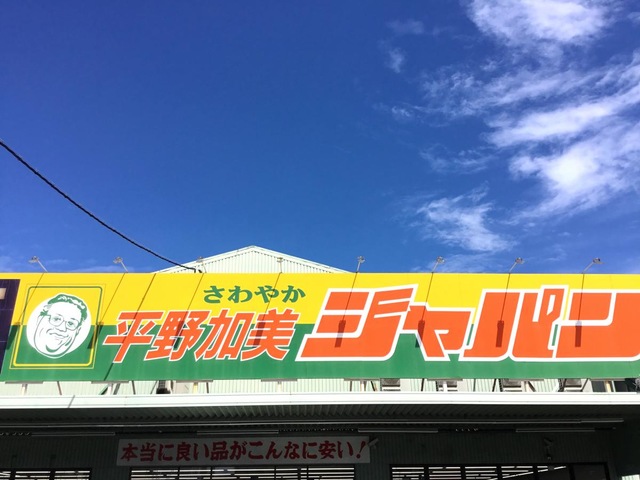 さわやか
平野加美ジャパン
本当に良い品がこんなに安い!